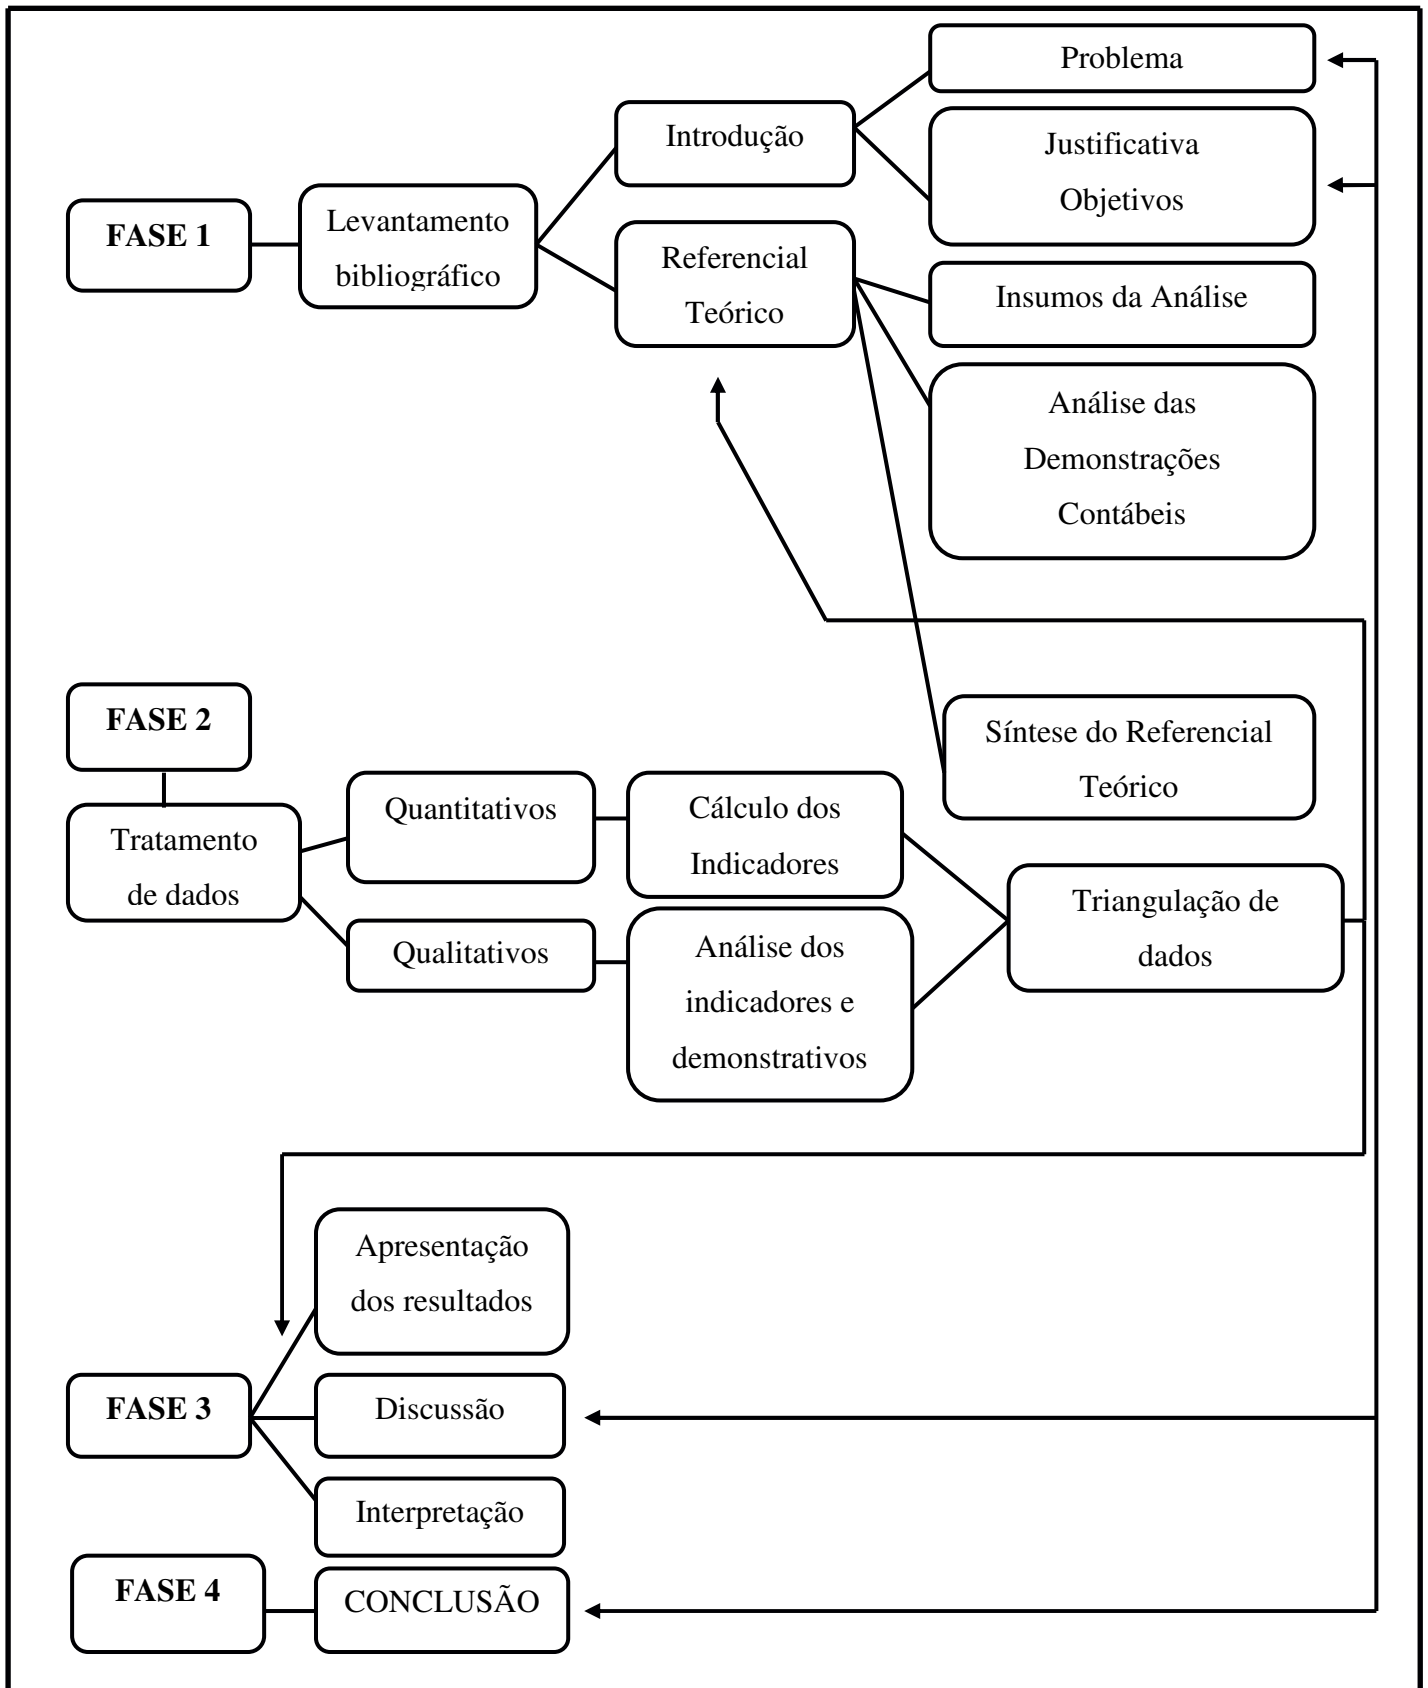 Problema
Introdução
Justificativa
Objetivos
FASE 1
Levantamento
bibliográfico
Referencial
Teórico
Insumos da Análise
Análise das
Demonstrações
Contábeis
FASE 2
Síntese do Referencial
Teórico
Tratamento
de dados
Quantitativos
Cálculo dos
Indicadores
Triangulação de
dados
Qualitativos
Análise dos
indicadores e
demonstrativos
Apresentação
dos resultados
FASE 3
Discussão
Interpretação
FASE 4
CONCLUSÃO